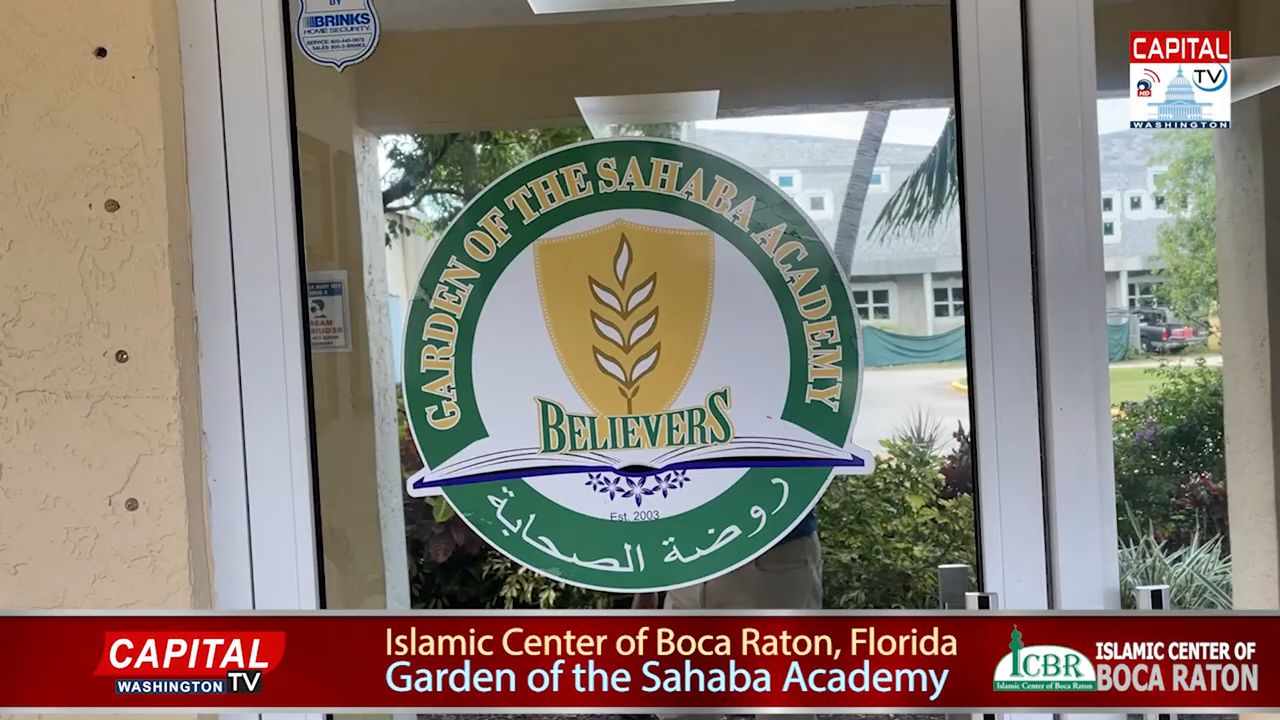 BY
BRINKS
HOME SECURITY
CAPITAL
TV
HD
WASHINGTON
GARDEN OF THE SAHABA ACADEMY
BELIEVERS
Est. 2003
روضة الصحابة
CAPITAL
WASHINGTON TV
Islamic Center of Boca Raton, Florida
Garden of the Sahaba Academy
ICBR
Islamic Center of Boca Raton
ISLAMIC CENTER OF
BOCA RATON